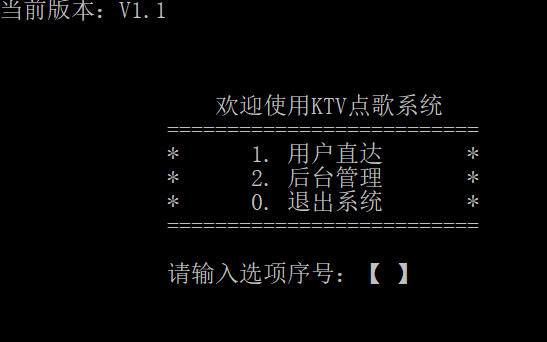 当前版本：V1.1
欢迎使用KTV点歌系统
==========================
* 1. 用户直达 *
* 2. 后台管理 *
* 0. 退出系统 *
==========================
请输入选项序号：【 】